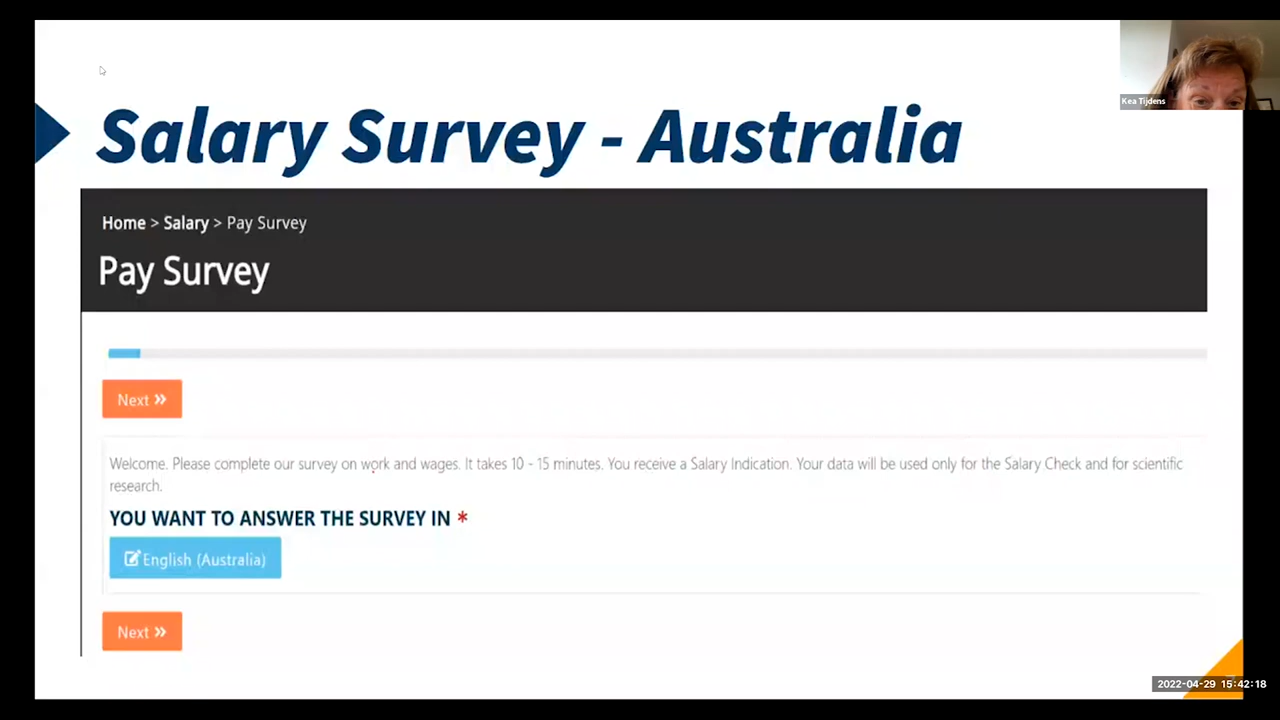 Kea Tijdens
Salary Survey - Australia
Home > Salary > Pay Survey
Pay Survey
Next »
Welcome. Please complete our survey on work and wages. It takes 10 - 15 minutes. You receive a Salary Indication. Your data will be used only for the Salary Check and for scientific
research.
YOU WANT TO ANSWER THE SURVEY IN *
English (Australia)
Next »
2022-04-29 15:42:18